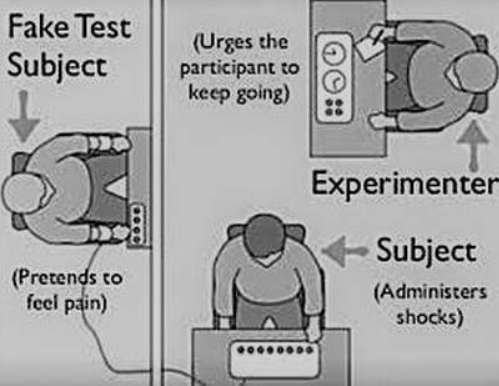 Fake Test
Subject
(Pretends to
feel pain)
(Urges the
participant to
keep going)
Experimenter
Subject
(Administers
shocks)